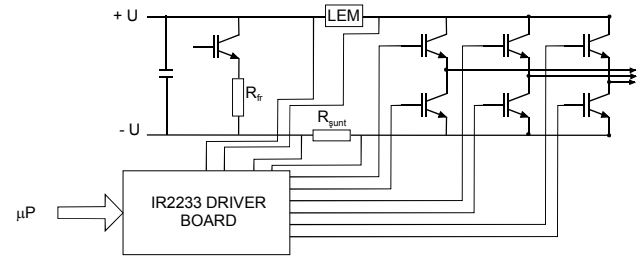 + U
LEM
R_fr
R_şunt
- U
IR2233 DRIVER
BOARD
μP